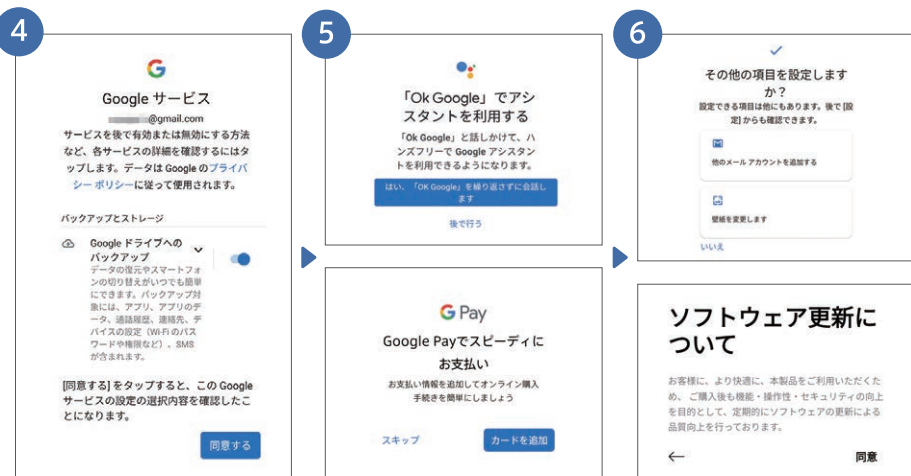 4
Google サービス
@gmail.com
サービスを後で有効または無効にする方法
など、各サービスの詳細を確認するにはタ
ップします。データは Google のプライバ
シー ポリシーに従って使用されます。
バックアップとストレージ
Google ドライブへの
バックアップ
データの復元やスマートフォ
ンの切り替えがいつでも簡単
にできます。バックアップ対
象には、アプリ、アプリのデ
ータ、通話履歴、連絡先、デ
バイスの設定（Wi-Fi のパス
ワードや権限など）、SMS
が含まれます。
[同意する] をタップすると、この Google
サービスの設定の選択内容を確認したこ
とになります。
同意する
5
「Ok Google」でアシ
スタントを利用する
「Ok Google」と話しかけて、ハ
ンズフリーで Google アシスタン
トを利用できるようになります。
はい、「OK Google」を繰り返さずに会話し
ます
後で行う
G Pay
Google Payでスピーディに
お支払い
お支払い情報を追加してオンライン購入
手続きを簡単にしましょう
スキップ
カードを追加
6
その他の項目を設定します
か？
設定できる項目は他にもあります。後で [設
定] からも確認できます。
他のメール アカウントを追加する
壁紙を変更します
いいえ
ソフトウェア更新に
ついて
お客様に、より快適に、本製品をご利用いただくた
め、ご購入後も機能・操作性・セキュリティの向上
を目的として、定期的にソフトウェアの更新による
品質向上を行っております。
同意